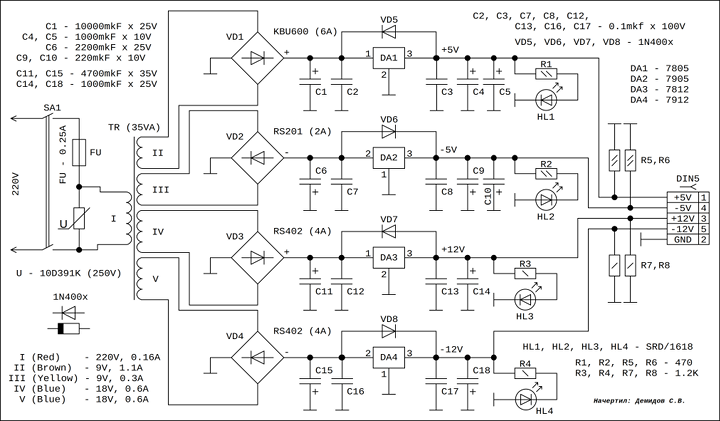 C1 - 10000mkF x 25V
C4, C5 - 1000mkF x 10V
C6 - 2200mkF x 25V
C9, C10 - 220mkF x 10V
C11, C15 - 4700mkF x 35V
C14, C18 - 1000mkF x 25V
VD1
KBU600 (6A)
VD5
C2, C3, C7, C8, C12,
C13, C16, C17 - 0.1mkf x 100V
VD5, VD6, VD7, VD8 - 1N400x
+
1
DA1
3
2
+5V
+
C1
C2
C3
+
C4
+
C5
R1
HL1
DA1 - 7805
DA2 - 7905
DA3 - 7812
DA4 - 7912
SA1
220V
FU - 0.25A
FU
TR (35VA)
U
I
II
III
IV
V
VD2
RS201 (2A)
VD6
-
2
DA2
3
1
-5V
C6
+
C7
C8
C9
+
C10
+
R2
HL2
R5,R6
DIN5
+5V 1
-5V 4
+12V 3
-12V 5
GND 2
R7,R8
VD3
RS402 (4A)
VD7
+
1
DA3
3
2
+12V
+
C11
C12
C13
+
C14
R3
HL3
U - 10D391K (250V)
1N400x
VD4
RS402 (4A)
VD8
-
2
DA4
3
1
-12V
C15
+
C16
C17
C18
+
R4
HL4
I (Red) - 220V, 0.16A
II (Brown) - 9V, 1.1A
III (Yellow) - 9V, 0.3A
IV (Blue) - 18V, 0.6A
V (Blue) - 18V, 0.6A
HL1, HL2, HL3, HL4 - SRD/1618
R1, R2, R5, R6 - 470
R3, R4, R7, R8 - 1.2K
Начертил: Демидов С.В.